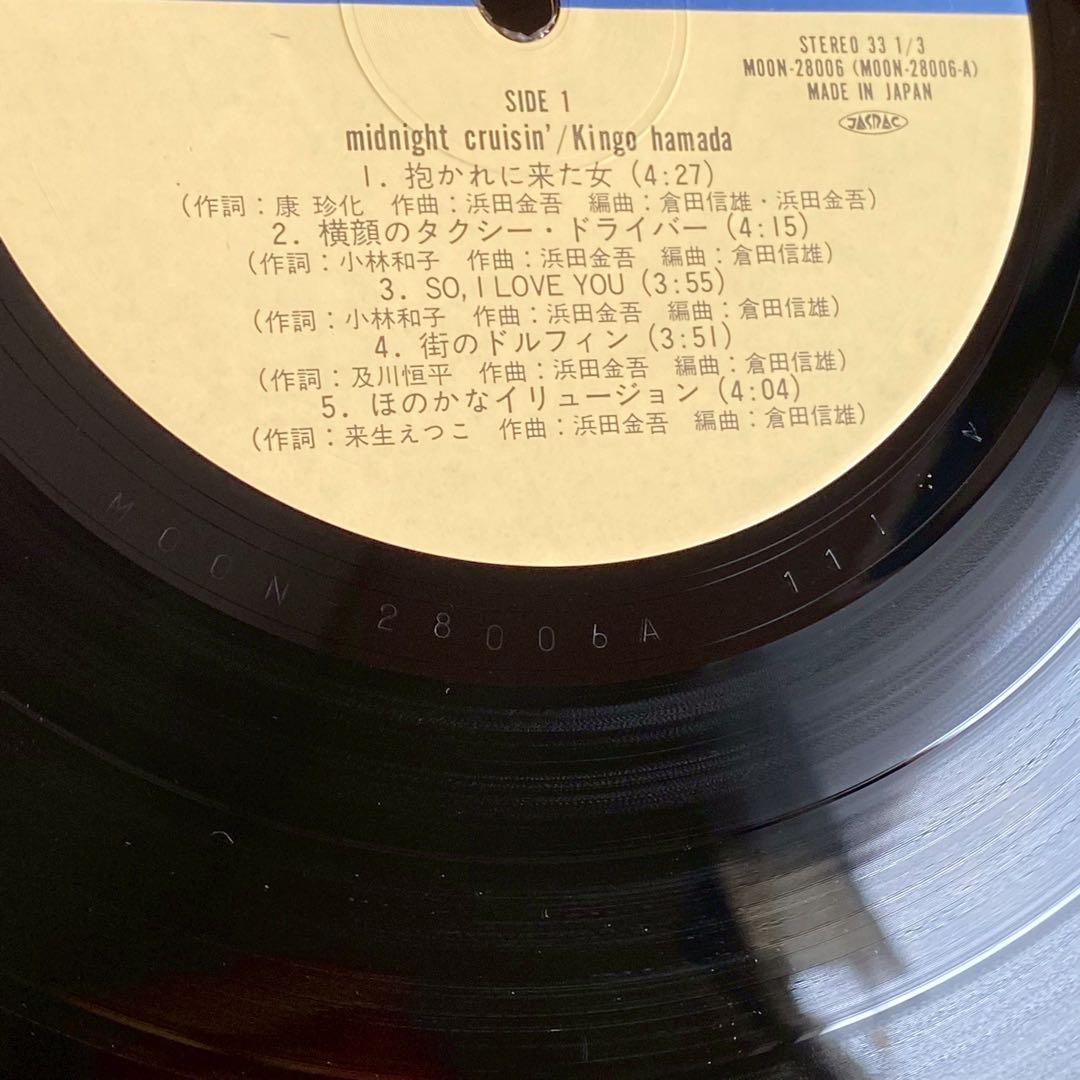 STEREO 33 1/3
MOON-28006 (MOON-28006-A)
MADE IN JAPAN
JASRAC
SIDE 1
midnight cruisin'/Kingo hamada
1. 抱かれに来た女 (4:27)
(作詞:康 珍化 作曲:浜田金吾 編曲:倉田信雄・浜田金吾)
2. 横顔のタクシー・ドライバー (4:15)
(作詞:小林和子 作曲:浜田金吾 編曲:倉田信雄)
3. SO, I LOVE YOU (3:55)
(作詞:小林和子 作曲:浜田金吾 編曲:倉田信雄)
4. 街のドルフィン (3:51)
(作詞:及川恒平 作曲:浜田金吾 編曲:倉田信雄)
5. ほのかなイリュージョン (4:04)
(作詞:来生えつこ 作曲:浜田金吾 編曲:倉田信雄)
MOON 28006A 111